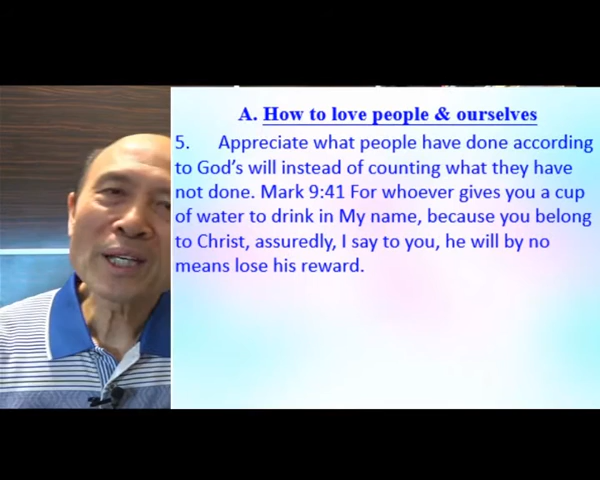 A. How to love people & ourselves
5. Appreciate what people have done according
to God's will instead of counting what they have
not done. Mark 9:41 For whoever gives you a cup
of water to drink in My name, because you belong
to Christ, assuredly, I say to you, he will by no
means lose his reward.